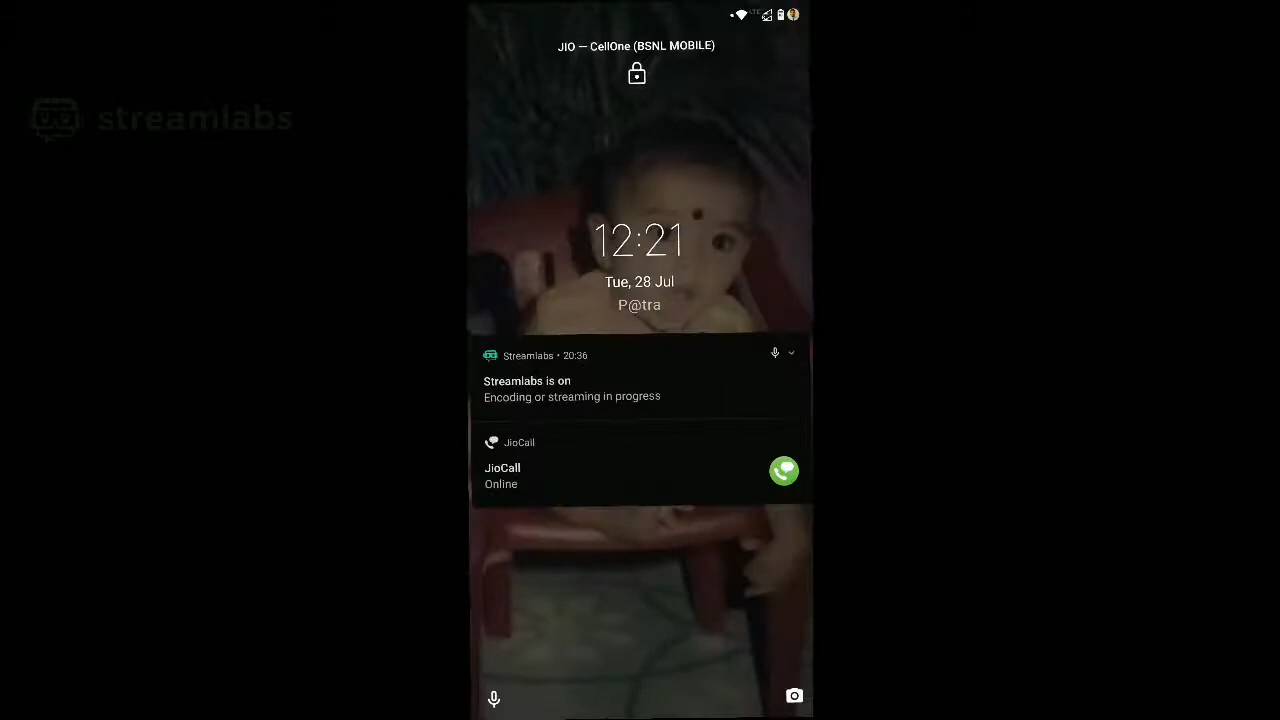 LTE
JIO — CellOne (BSNL MOBILE)
streamlabs
12:21
Tue, 28 Jul
P@tra
Streamlabs • 20:36
Streamlabs is on
Encoding or streaming in progress
JioCall
JioCall
Online